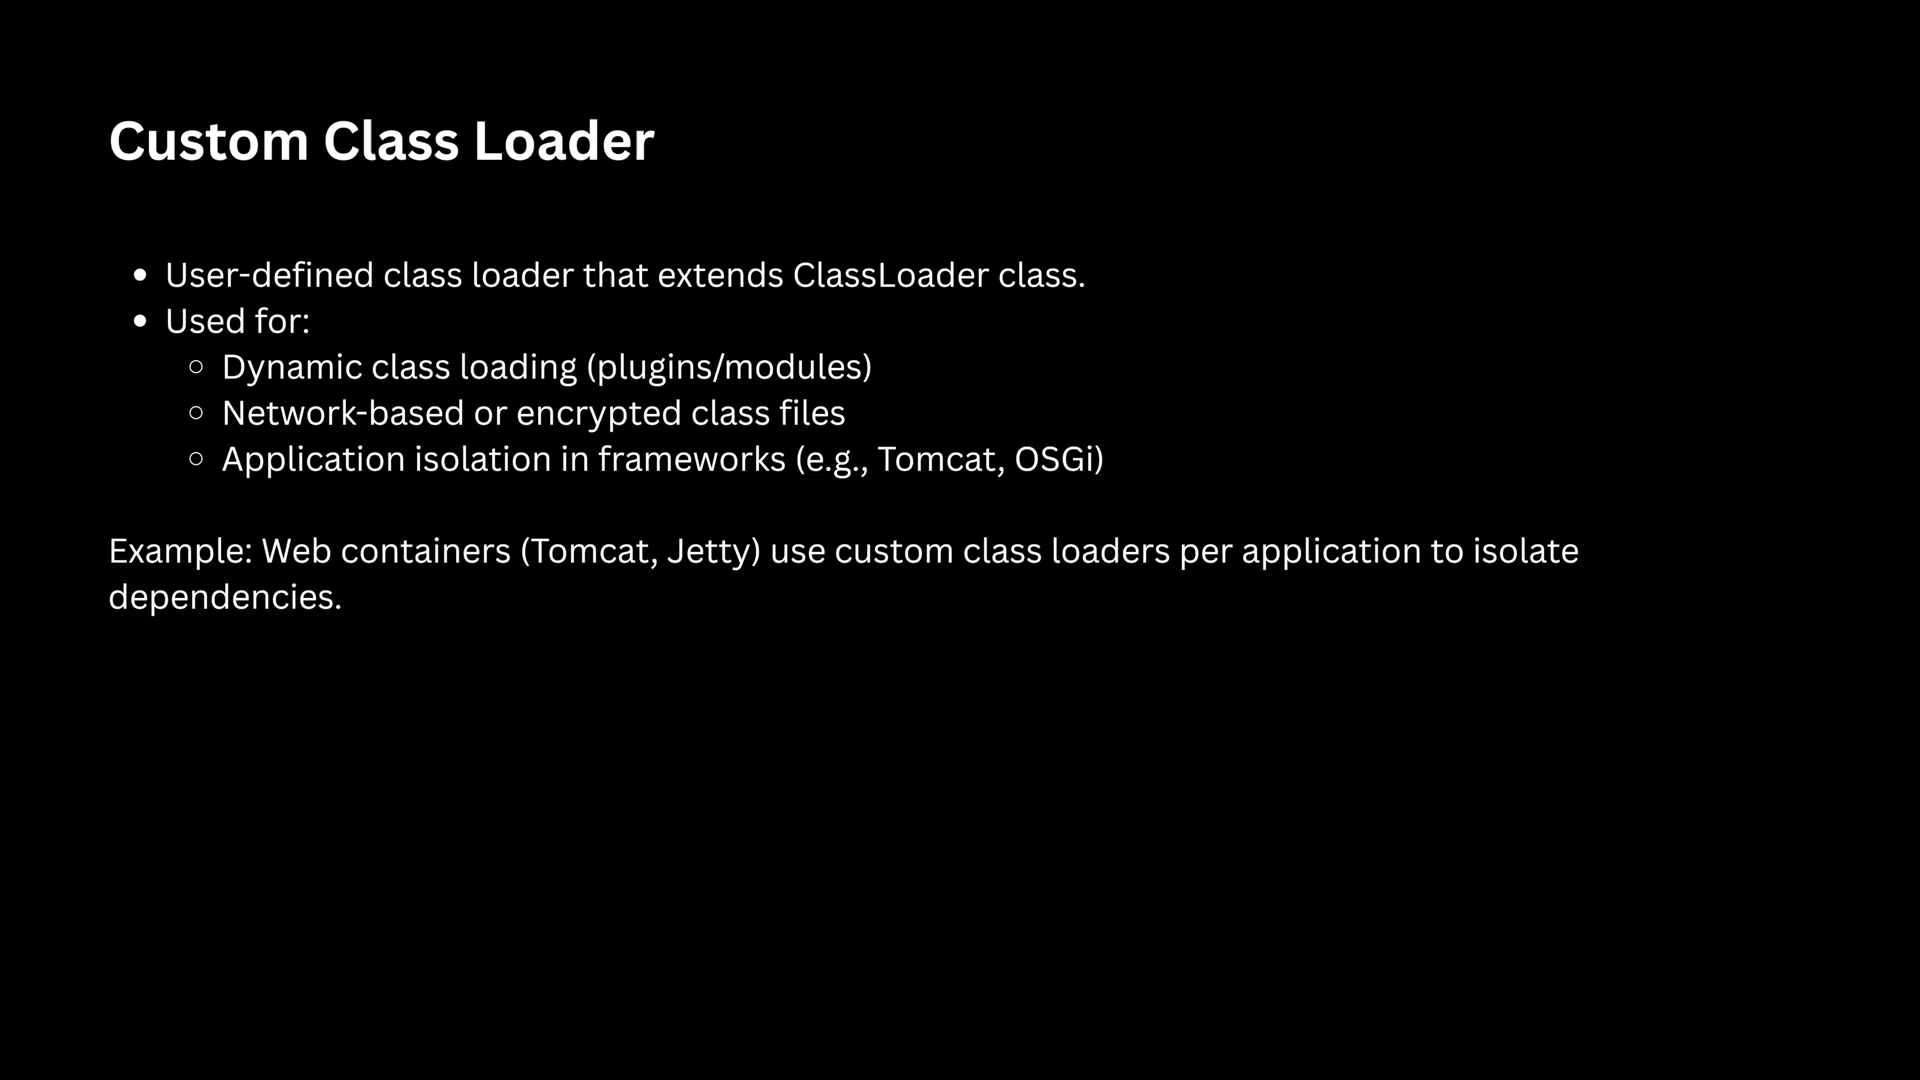 Custom Class Loader
• User-defined class loader that extends ClassLoader class.
• Used for:
○ Dynamic class loading (plugins/modules)
○ Network-based or encrypted class files
○ Application isolation in frameworks (e.g., Tomcat, OSGi)
Example: Web containers (Tomcat, Jetty) use custom class loaders per application to isolate
dependencies.